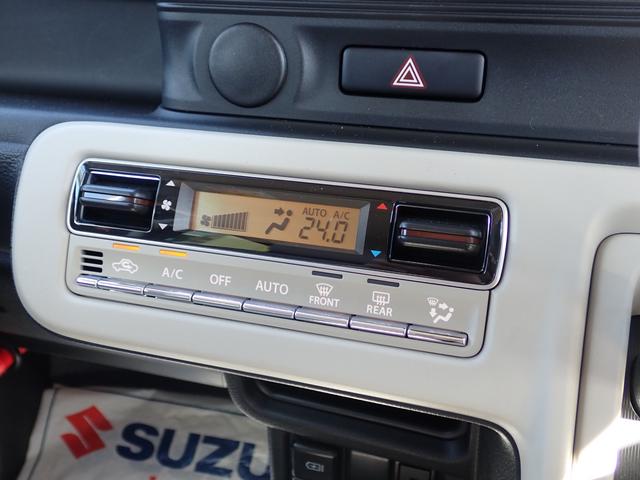 AUTO A/C
24.0
A/C OFF AUTO FRONT REAR
SUZU